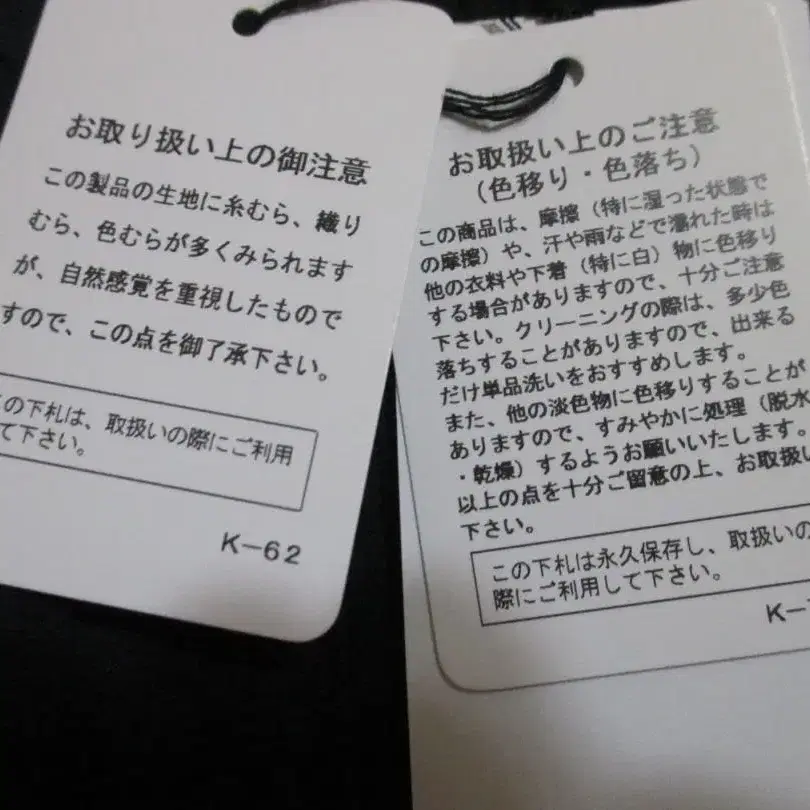 お取り扱い上の御注意
この製品の生地に糸むら、織り
むら、色むらが多くみられます
が、自然感覚を重視したもので
すので、この点を御了承下さい。
の下札は、取扱いの際にご利用
て下さい。
K-62
お取扱い上のご注意
(色移り・色落ち)
この商品は、摩擦（特に湿った状態で
の摩擦）や、汗や雨などで濡れた時は
他の衣料や下着（特に白）物に色移り
する場合がありますので、十分ご注意
下さい。クリーニングの際は、多少色
落ちすることがありますので、出来る
だけ単品洗いをおすすめします。
また、他の淡色物に色移りすることが
ありますので、すみやかに処理（脱水
・乾燥）するようお願いいたします。
以上の点を十分ご留意の上、お取扱い
下さい。
この下札は永久保存し、取扱いの
際にご利用して下さい。
K-